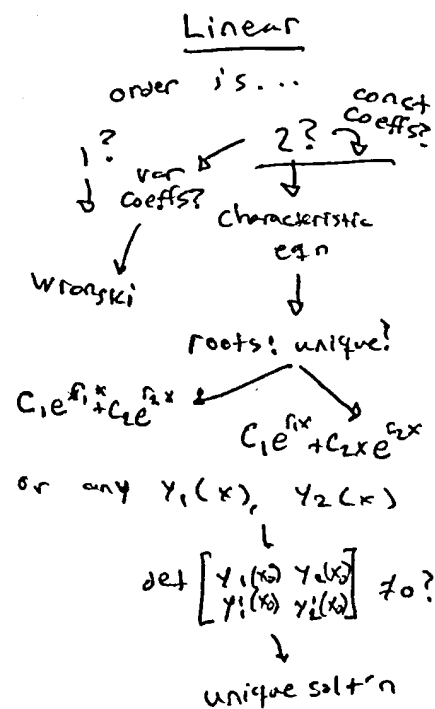 Linear
order is...
1?
2?
const
coeffs?
var
coeffs?
Characteristic
eqn
Wronski
roots: unique?
C₁e^{r₁x}+C₂e^{r₂x}
C₁e^{r₁x}+C₂xe^{r₂x}
or any y₁(x), y₂(x)
det [ y₁(x₀) y₂(x₀)
y₁'(x₀) y₂'(x₀) ] ≠0?
unique solt'n